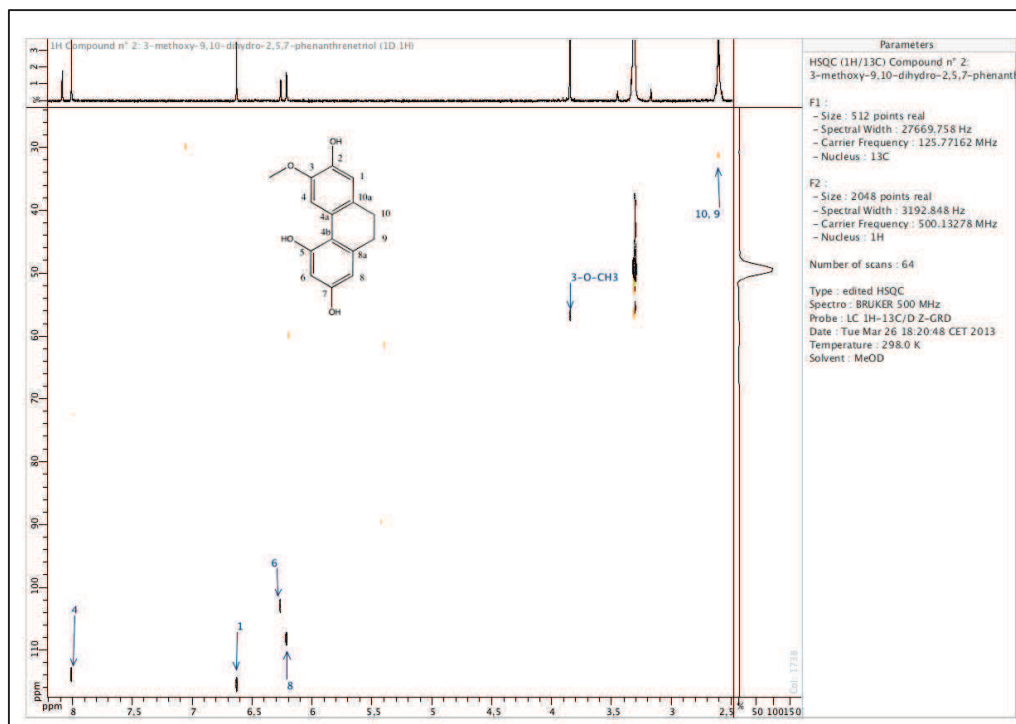 1H Compound n° 2: 3-methoxy-9,10-dihydro-2,5,7-phenanthrenetriol (1D 1H)
3
2
1
30
40
50
60
70
80
90
100
110
ppm
OH
O
3
2
1
4
10a
4a
10
4b
9
HO
5
8a
6
8
7
OH
10, 9
3-O-CH3
6
4
1
8
ppm
8
7,5
7
6,5
6
5,5
5
4,5
4
3,5
3
2,5
50 100150
Col: 1738
Parameters
HSQC (1H/13C) Compound n° 2:
3-methoxy-9,10-dihydro-2,5,7-phenanth
F1 :
- Size : 512 points real
- Spectral Width : 27669.758 Hz
- Carrier Frequency : 125.77162 MHz
- Nucleus : 13C
F2 :
- Size : 2048 points real
- Spectral Width : 3192.848 Hz
- Carrier Frequency : 500.13278 MHz
- Nucleus : 1H
Number of scans : 64
Type : edited HSQC
Spectro : BRUKER 500 MHz
Probe : LC 1H-13C/D Z-GRD
Date : Tue Mar 26 18:20:48 CET 2013
Temperature : 298.0 K
Solvent : MeOD